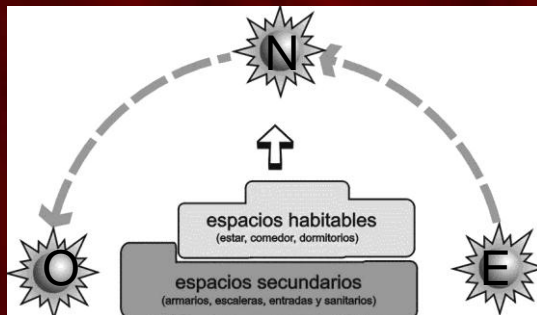 N
espacios habitables
(estar, comedor, dormitorios)
O
E
espacios secundarios
(armarios, escaleras, entradas y sanitarios)